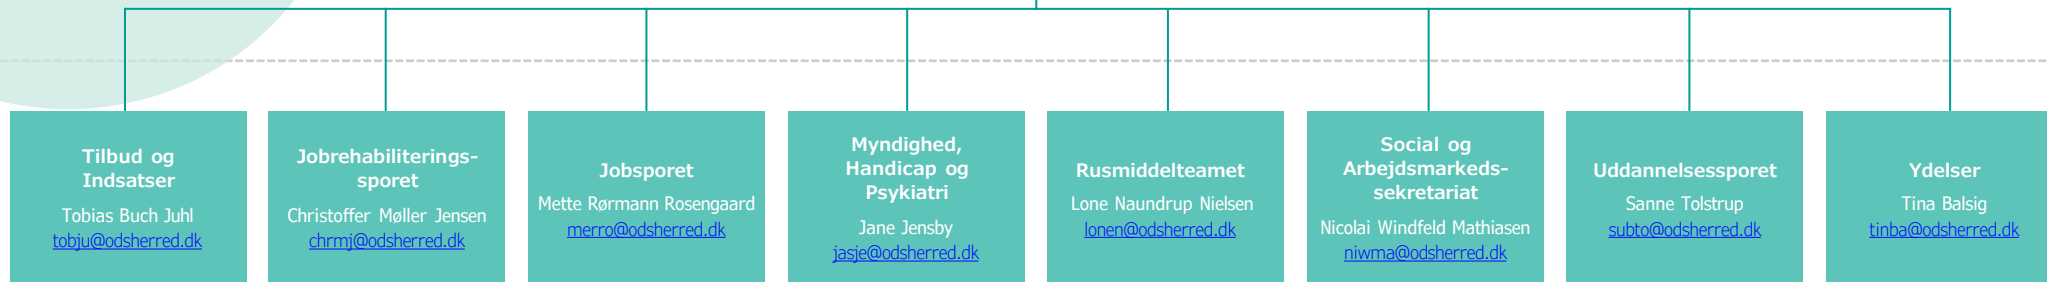 Tilbud og
Indsatser
Tobias Buch Juhl
tobju@odsherred.dk
Jobrehabiliterings-
sporet
Christoffer Møller Jensen
chrmj@odsherred.dk
Jobsporet
Mette Rørmann Rosengaard
merro@odsherred.dk
Myndighed,
Handicap og
Psykiatri
Jane Jensby
jasje@odsherred.dk
Rusmiddelteamet
Lone Naundrup Nielsen
lonen@odsherred.dk
Social og
Arbejdsmarkeds-
sekretariat
Nicolai Windfeld Mathiasen
niwma@odsherred.dk
Uddannelsessporet
Sanne Tolstrup
subto@odsherred.dk
Ydelser
Tina Balsig
tinba@odsherred.dk